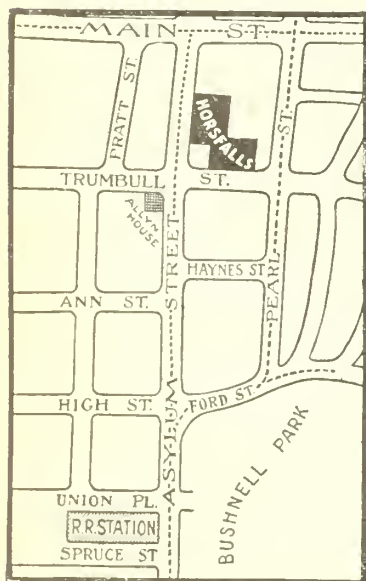 MAIN ST.
PRATT ST.
HORSFALLS
ST.
TRUMBULL ST.
ALLYN HOUSE
STREET
HAYNES ST
PEARL
ANN ST.
ASYLUM
HIGH ST.
FORD ST.
BUSHNELL PARK
UNION PL.
R.R. STATION
SPRUCE ST